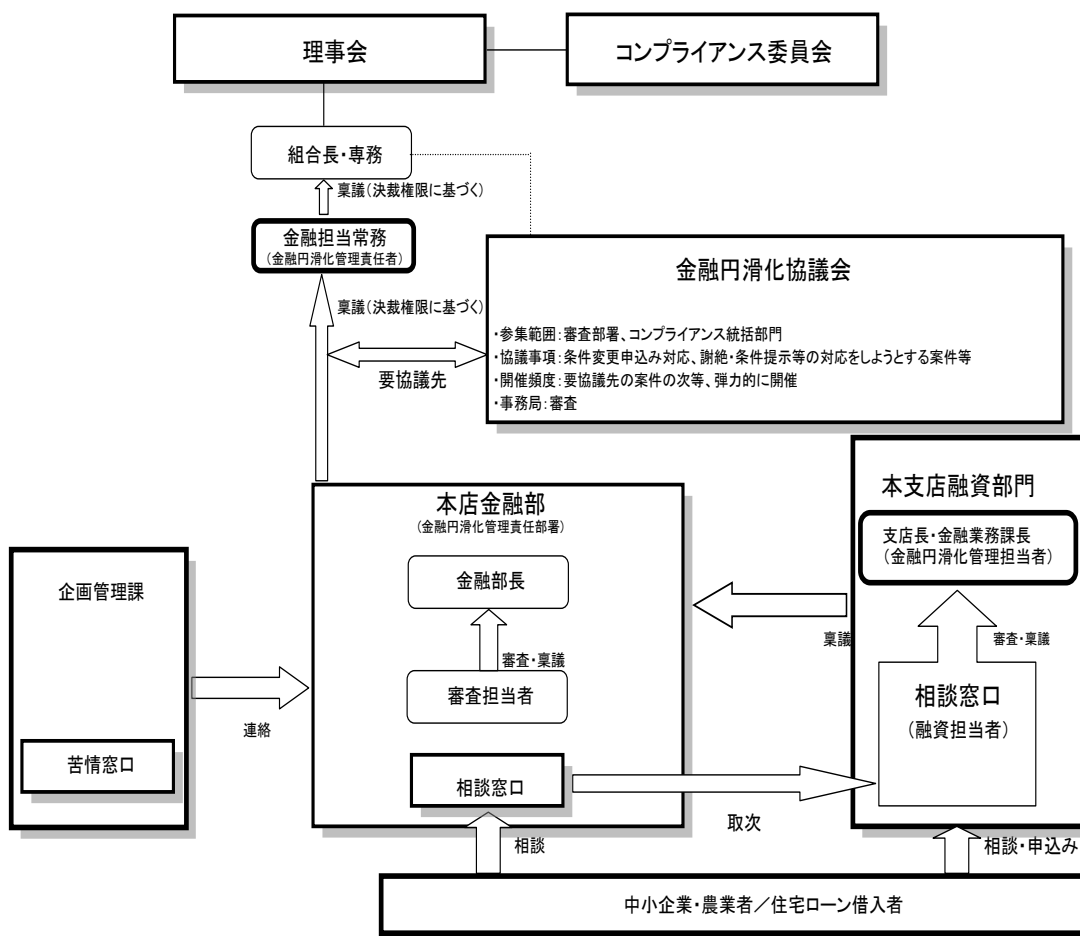 理事会
コンプライアンス委員会
組合長・専務
稟議(決裁権限に基づく)
金融担当常務
(金融円滑化管理責任者)
稟議(決裁権限に基づく)
要協議先
金融円滑化協議会
・参集範囲:審査部署、コンプライアンス統括部門
・協議事項:条件変更申込み対応、謝絶・条件提示等の対応をしようとする案件等
・開催頻度:要協議先の案件の次等、弾力的に開催
・事務局:審査
本支店融資部門
支店長・金融業務課長
(金融円滑化管理担当者)
審査・稟議
相談窓口
(融資担当者)
稟議
本店金融部
(金融円滑化管理責任部署)
金融部長
審査・稟議
審査担当者
相談窓口
企画管理課
苦情窓口
連絡
取次
相談
相談・申込み
中小企業・農業者/住宅ローン借入者